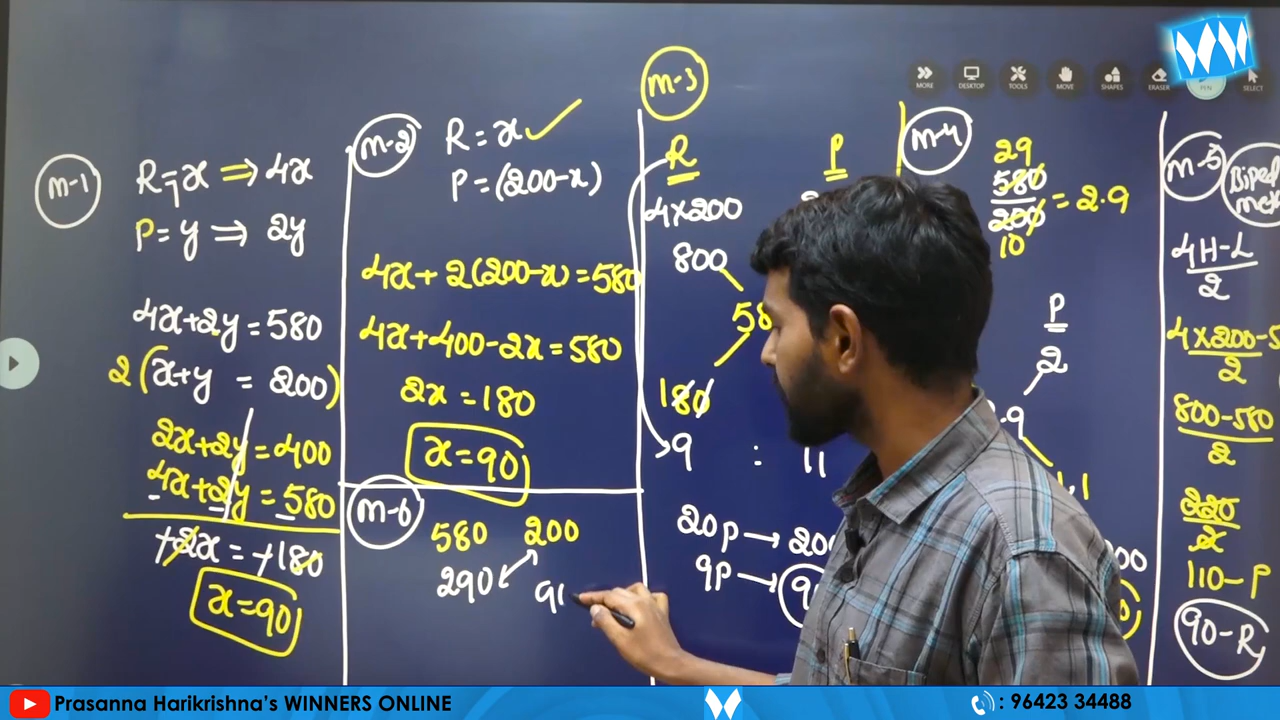 m-1
R=x ⇒ 4x
P=y ⇒ 2y
4x+2y=580
2(x+y = 200)
2x+2y=400
4x+2y=580
+2x=+180
x=90
m-2
R=x ✓
P=(200-x)
4x+2(200-x)=580
4x+400-2x=580
2x=180
x=90
m-6
580 200
290
m-3
R P
4×200
800
180
9 : 11
20p→200
9p→
m-4
29
580
200
10
=2.9
P
2
m-5
4H-L
2
4×200-5
2
800-580
2
220
2
110-P
90-R
MORE
DESKTOP
TOOLS
MOVE
SHAPES
ERASER
PEN
SELECT
Prasanna Harikrishna's WINNERS ONLINE
: 96423 34488